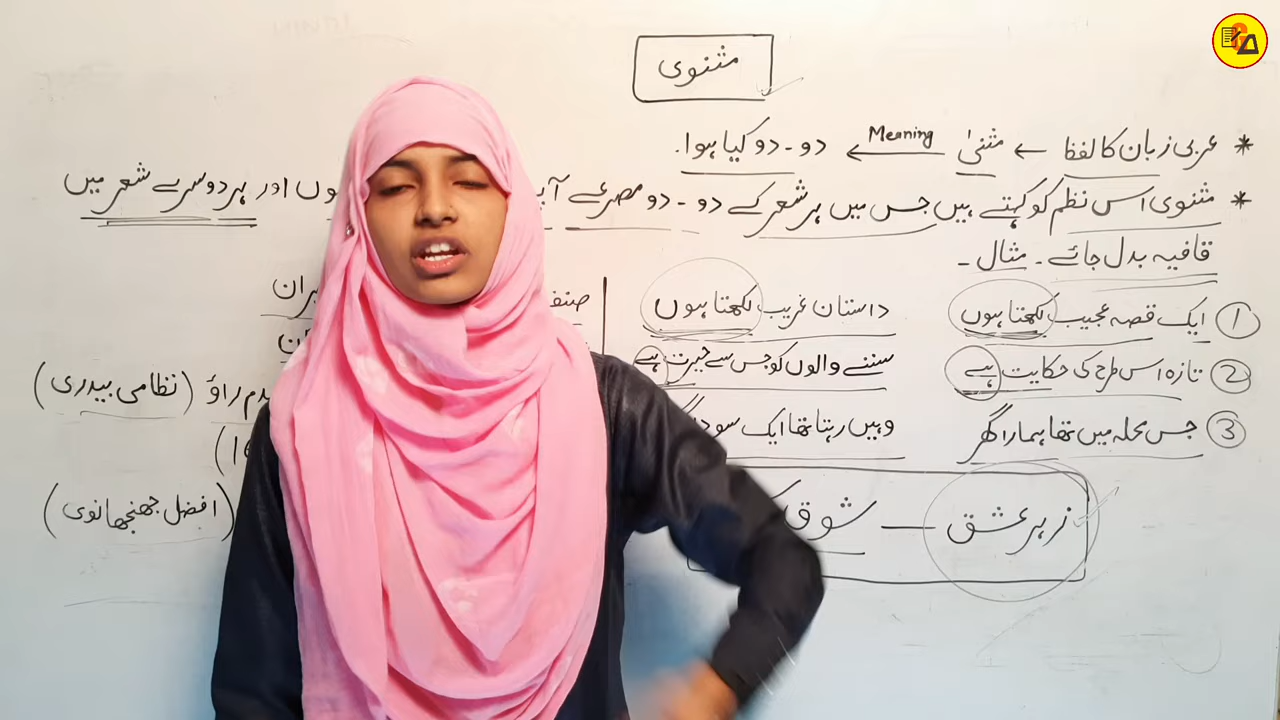 مثنوی
* عربی زبان کا لفظ ← مثنیٰ Meaning ← دو - دو کیا ہوا.
* مثنوی اس نظم کو کہتے ہیں جس میں ہر شعر کے دو - دو مصرعے اور ہر دوسرے شعر میں
قافیہ بدل جائے - مثال -
① ایک قصہ عجیب لکھتا ہوں داستان غریب لکھتا ہوں
② تازہ اس طرح کی حکایت ہے سننے والوں کو جس سے حیرت ہے
③ جس محلہ میں تھا ہمارا گھر وہیں رہتا تھا ایک
زہر عشق — شوق
(نظامی بیدری)
(افضل جھنجھانوی)